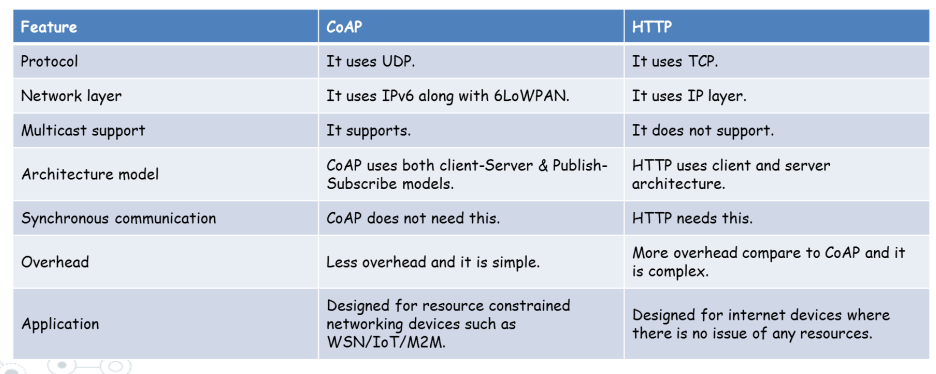 Feature CoAP HTTP
Protocol It uses UDP. It uses TCP.
Network layer It uses IPv6 along with 6LoWPAN. It uses IP layer.
Multicast support It supports. It does not support.
Architecture model CoAP uses both client-Server & Publish-
Subscribe models. HTTP uses client and server
architecture.
Synchronous communication CoAP does not need this. HTTP needs this.
Overhead Less overhead and it is simple. More overhead compare to CoAP and it
is complex.
Application Designed for resource constrained
networking devices such as
WSN/IoT/M2M. Designed for internet devices where
there is no issue of any resources.